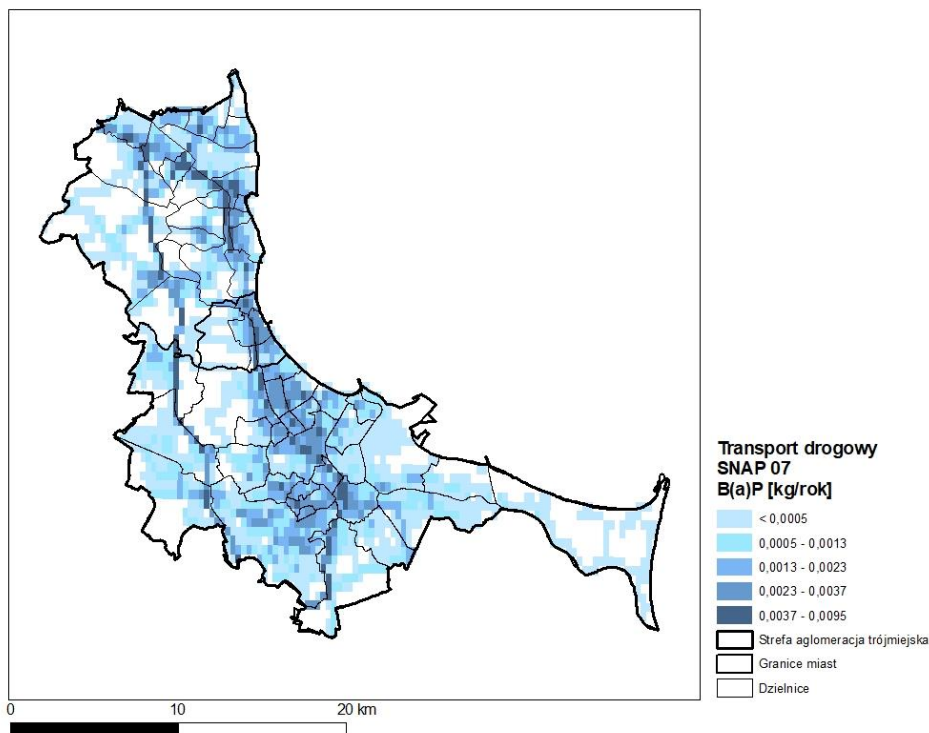 Transport drogowy
SNAP 07
B(a)P [kg/rok]
< 0,0005
0,0005 - 0,0013
0,0013 - 0,0023
0,0023 - 0,0037
0,0037 - 0,0095
Strefa aglomeracja trójmiejska
Granice miast
Dzielnice
0 10 20 km